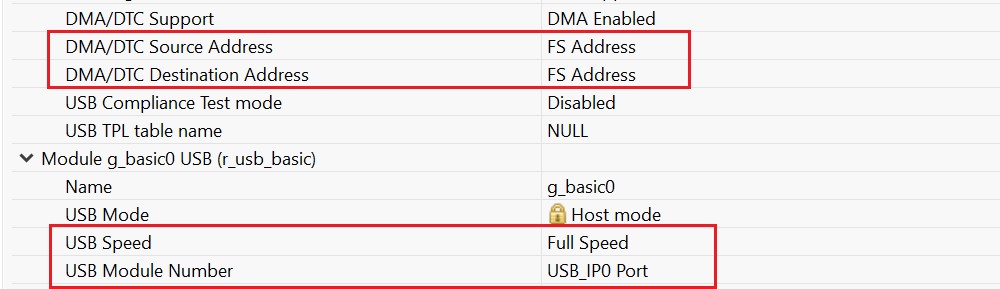 DMA/DTC Support DMA Enabled
DMA/DTC Source Address FS Address
DMA/DTC Destination Address FS Address
USB Compliance Test mode Disabled
USB TPL table name NULL
Module g_basic0 USB (r_usb_basic)
Name g_basic0
USB Mode Host mode
USB Speed Full Speed
USB Module Number USB_IP0 Port